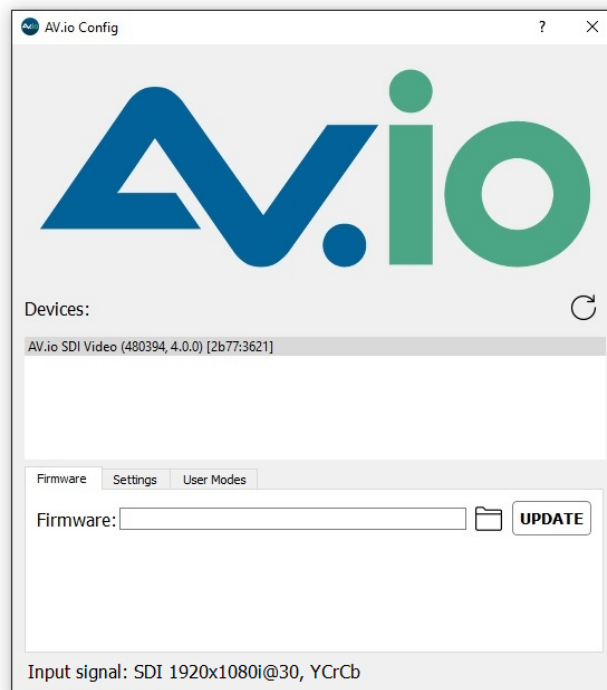 AV.io Config
AV.io
Devices:
AV.io SDI Video (480394, 4.0.0) [2b77:3621]
Firmware Settings User Modes
Firmware: UPDATE
Input signal: SDI 1920x1080i@30, YCrCb